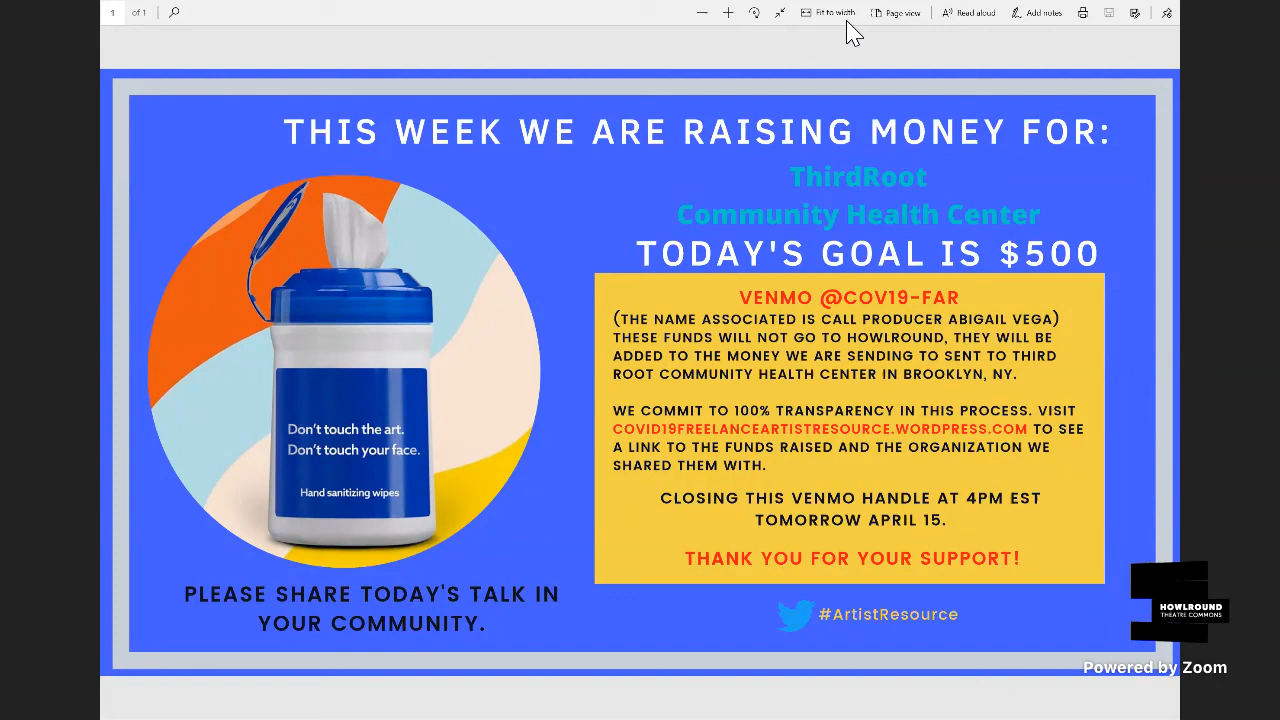 1 of 1
Fit to width
Page view
Read aloud
Add notes
THIS WEEK WE ARE RAISING MONEY FOR:
ThirdRoot
Community Health Center
TODAY'S GOAL IS $500
VENMO @COV19-FAR
(THE NAME ASSOCIATED IS CALL PRODUCER ABIGAIL VEGA)
THESE FUNDS WILL NOT GO TO HOWLROUND, THEY WILL BE
ADDED TO THE MONEY WE ARE SENDING TO SENT TO THIRD
ROOT COMMUNITY HEALTH CENTER IN BROOKLYN, NY.
WE COMMIT TO 100% TRANSPARENCY IN THIS PROCESS. VISIT
COVID19FREELANCEARTISTRESOURCE.WORDPRESS.COM TO SEE
A LINK TO THE FUNDS RAISED AND THE ORGANIZATION WE
SHARED THEM WITH.
CLOSING THIS VENMO HANDLE AT 4PM EST
TOMORROW APRIL 15.
THANK YOU FOR YOUR SUPPORT!
Don't touch the art.
Don't touch your face.
Hand sanitizing wipes
PLEASE SHARE TODAY'S TALK IN
YOUR COMMUNITY.
#ArtistResource
HOWLROUND
THEATRE COMMONS
Powered by Zoom